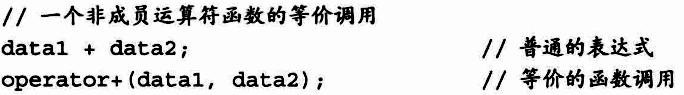 // 一个非成员运算符函数的等价调用
data1 + data2; // 普通的表达式
operator+(data1, data2); // 等价的函数调用